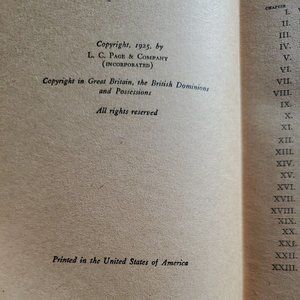 Copyright, 1925, by
L. C. PAGE & COMPANY
(INCORPORATED)
Copyright in Great Britain, the British Dominions
and Possessions
All rights reserved
Printed in the United States of America
CHAPTER
I.
II.
III.
IV.
V.
VI.
VII.
VIII.
IX.
X.
XI.
XII.
XIII.
XIV.
XV.
XVI.
XVII.
XVIII.
XIX.
XX.
XXI.
XXII.
XXIII.